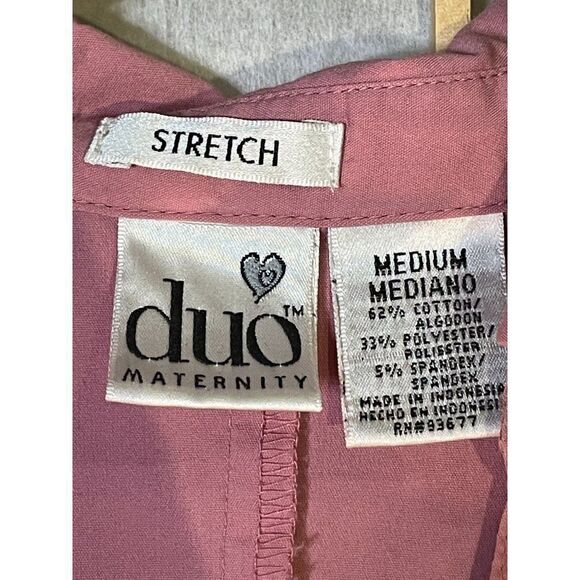 STRETCH
duo™
MATERNITY
MEDIUM
MEDIANO
62% COTTON/
ALGODON
33% POLYESTER/
POLIESTER
5% SPANDEX/
SPANDEX
MADE IN INDONESIA
HECHO EN INDONES
RN#93677